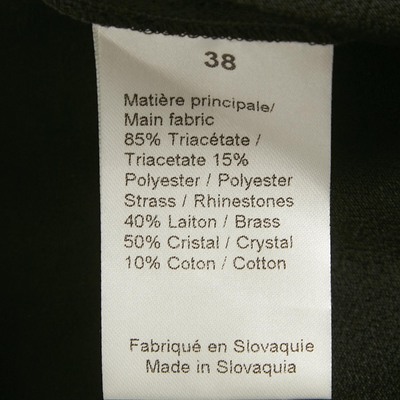 38
Matière principale/
Main fabric
85% Triacétate /
Triacetate 15%
Polyester / Polyester
Strass / Rhinestones
40% Laiton / Brass
50% Cristal / Crystal
10% Coton / Cotton
Fabriqué en Slovaquie
Made in Slovaquia